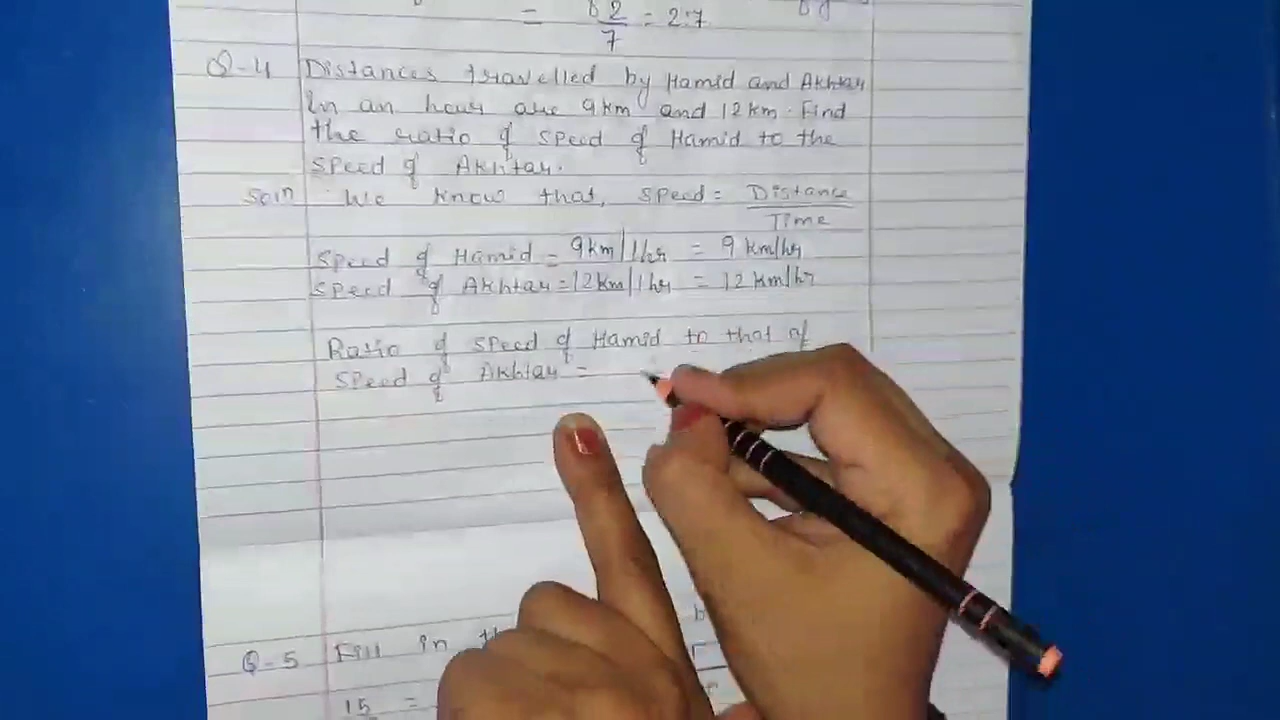 = 2/7 = 2:7
Q-4 Distances travelled by Hamid and Akhtar
in an hour are 9km and 12km. Find
the ratio of speed of Hamid to the
speed of Akhtar.
Soln We know that, speed = Distance/Time
Speed of Hamid = 9km/1hr = 9 km/hr
Speed of Akhtar = 12km/1hr = 12 km/hr
Ratio of speed of Hamid to that of
speed of Akhtar =
Q-5 Fill in
15 =